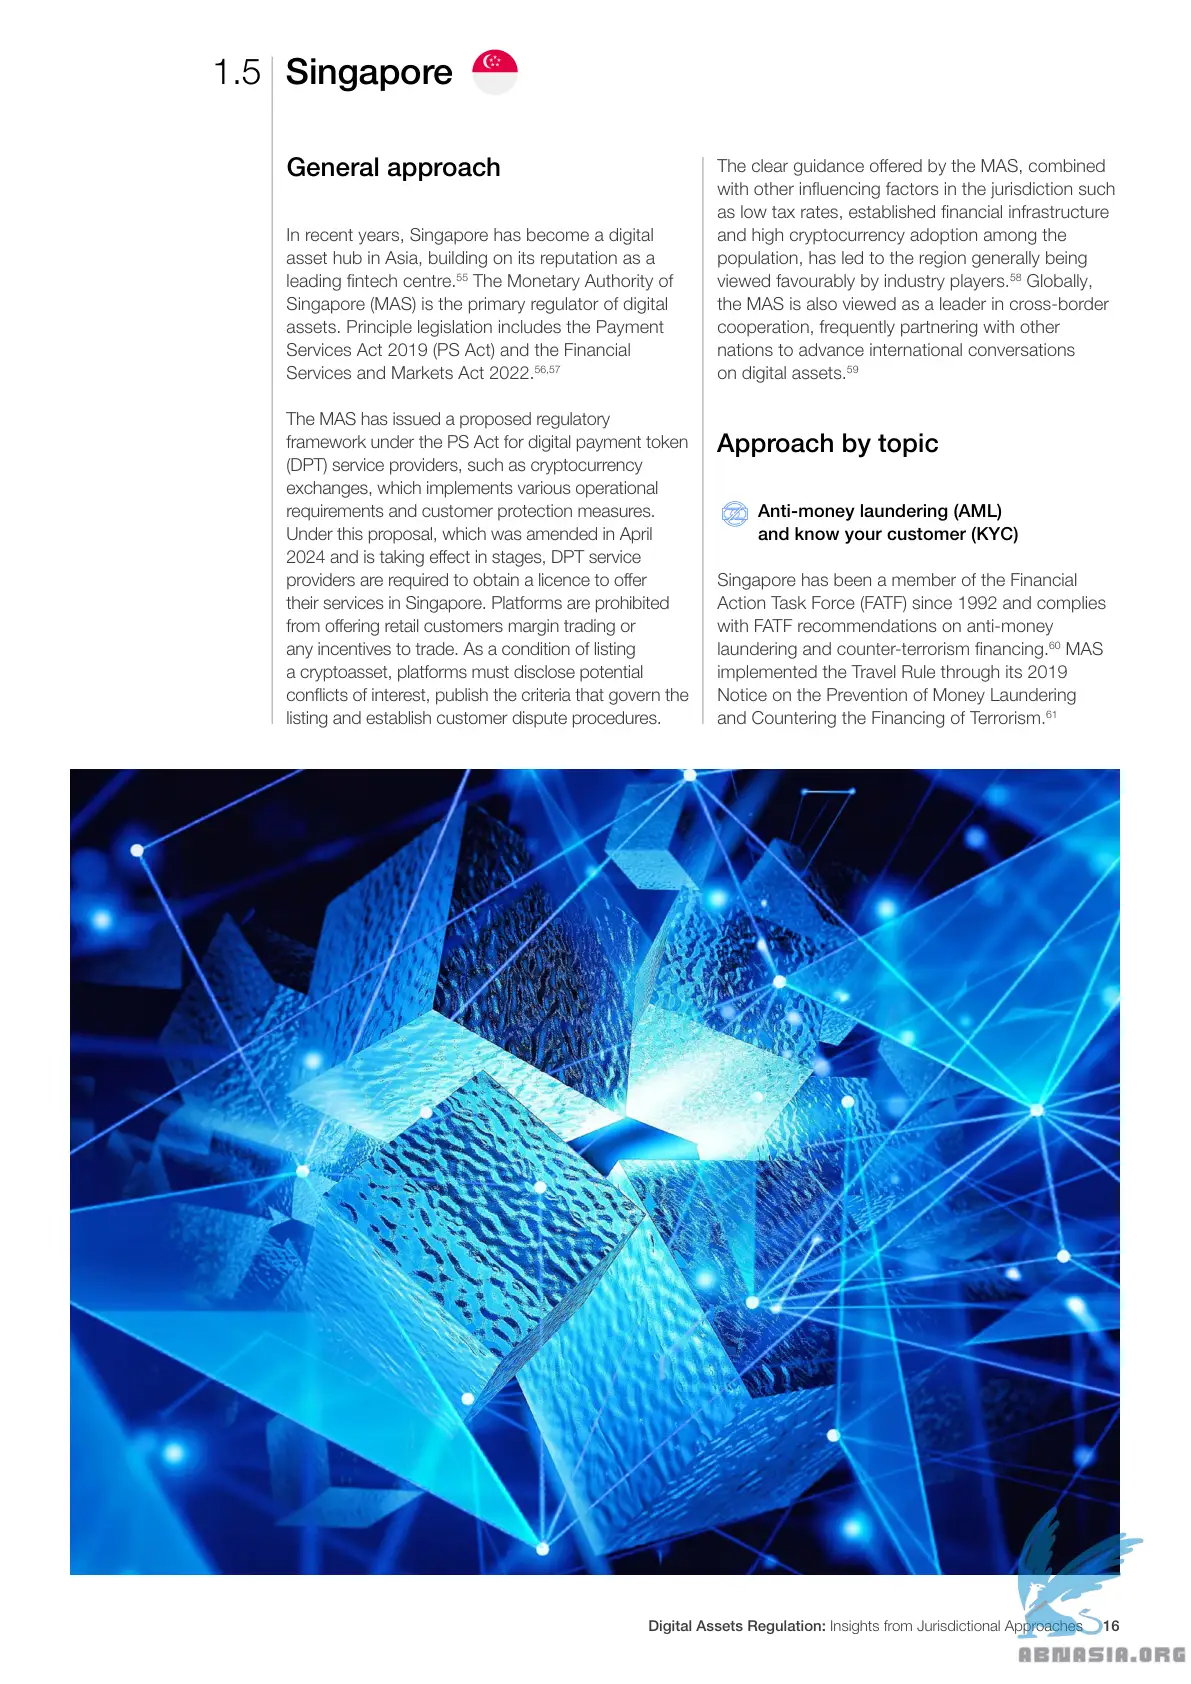 1.5 Singapore
General approach
In recent years, Singapore has become a digital
asset hub in Asia, building on its reputation as a
leading fintech centre.55 The Monetary Authority of
Singapore (MAS) is the primary regulator of digital
assets. Principle legislation includes the Payment
Services Act 2019 (PS Act) and the Financial
Services and Markets Act 2022.56,57
The MAS has issued a proposed regulatory
framework under the PS Act for digital payment token
(DPT) service providers, such as cryptocurrency
exchanges, which implements various operational
requirements and customer protection measures.
Under this proposal, which was amended in April
2024 and is taking effect in stages, DPT service
providers are required to obtain a licence to offer
their services in Singapore. Platforms are prohibited
from offering retail customers margin trading or
any incentives to trade. As a condition of listing
a cryptoasset, platforms must disclose potential
conflicts of interest, publish the criteria that govern the
listing and establish customer dispute procedures.
The clear guidance offered by the MAS, combined
with other influencing factors in the jurisdiction such
as low tax rates, established financial infrastructure
and high cryptocurrency adoption among the
population, has led to the region generally being
viewed favourably by industry players.58 Globally,
the MAS is also viewed as a leader in cross-border
cooperation, frequently partnering with other
nations to advance international conversations
on digital assets.59
Approach by topic
Anti-money laundering (AML)
and know your customer (KYC)
Singapore has been a member of the Financial
Action Task Force (FATF) since 1992 and complies
with FATF recommendations on anti-money
laundering and counter-terrorism financing.60 MAS
implemented the Travel Rule through its 2019
Notice on the Prevention of Money Laundering
and Countering the Financing of Terrorism.61
Digital Assets Regulation: Insights from Jurisdictional Approaches 16
ABNASIA.ORG